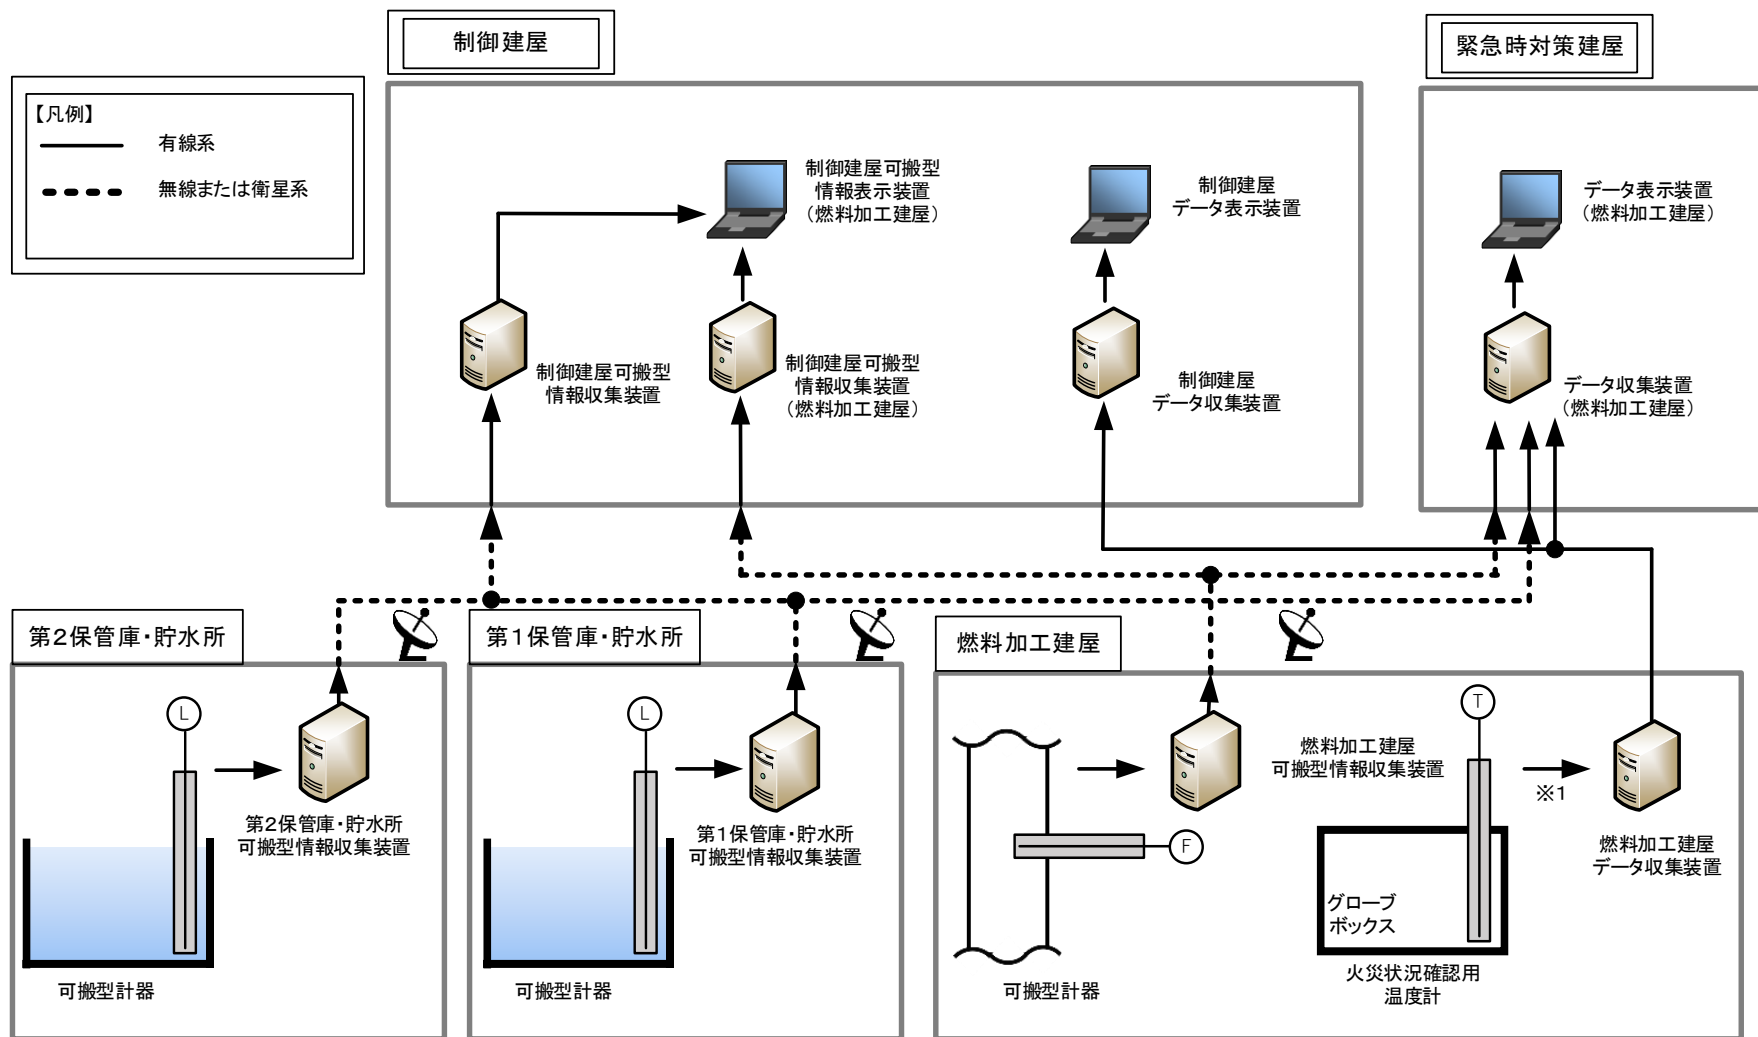 制御建屋
緊急時対策建屋
【凡例】
有線系
無線または衛星系
制御建屋可搬型
情報表示装置
（燃料加工建屋）
制御建屋
データ表示装置
データ表示装置
（燃料加工建屋）
制御建屋可搬型
情報収集装置
制御建屋可搬型
情報収集装置
（燃料加工建屋）
制御建屋
データ収集装置
データ収集装置
（燃料加工建屋）
第2保管庫・貯水所
L
第2保管庫・貯水所
可搬型情報収集装置
可搬型計器
第1保管庫・貯水所
L
第1保管庫・貯水所
可搬型情報収集装置
可搬型計器
燃料加工建屋
燃料加工建屋
可搬型情報収集装置
F
可搬型計器
T
※1
グローブ
ボックス
火災状況確認用
温度計
燃料加工建屋
データ収集装置